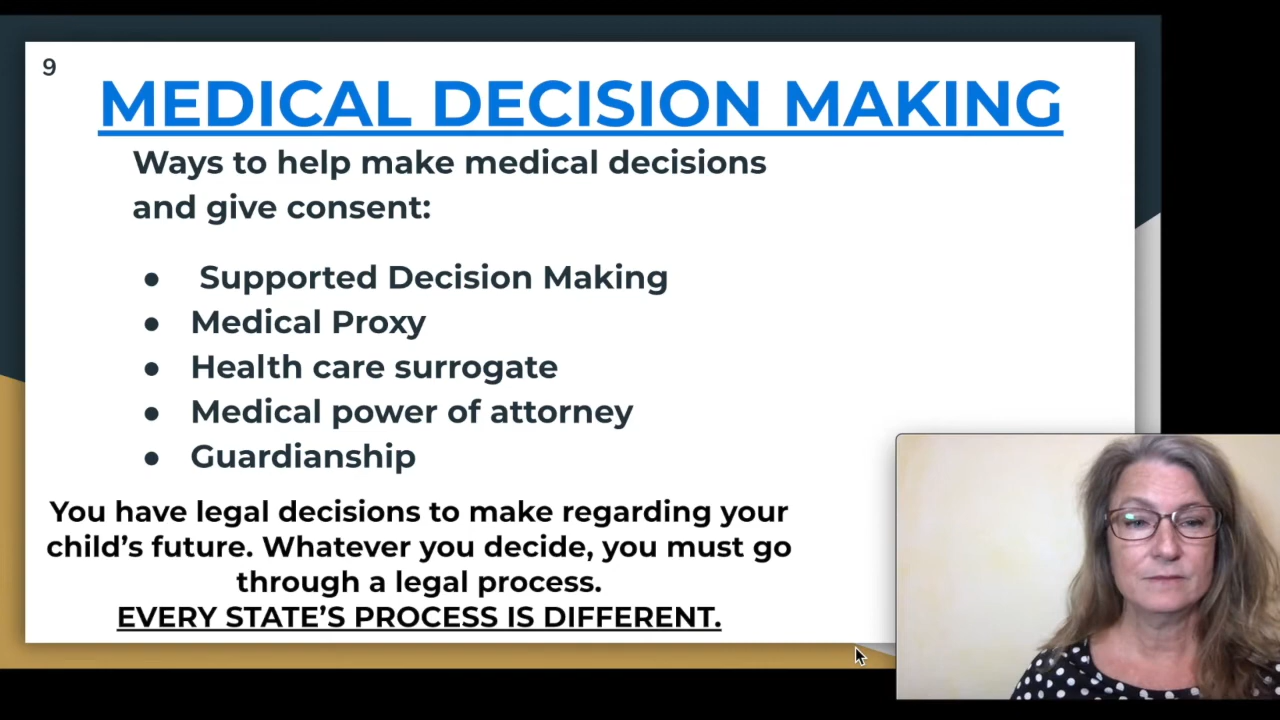 9
MEDICAL DECISION MAKING
Ways to help make medical decisions
and give consent:
● Supported Decision Making
● Medical Proxy
● Health care surrogate
● Medical power of attorney
● Guardianship
You have legal decisions to make regarding your
child’s future. Whatever you decide, you must go
through a legal process.
EVERY STATE’S PROCESS IS DIFFERENT.